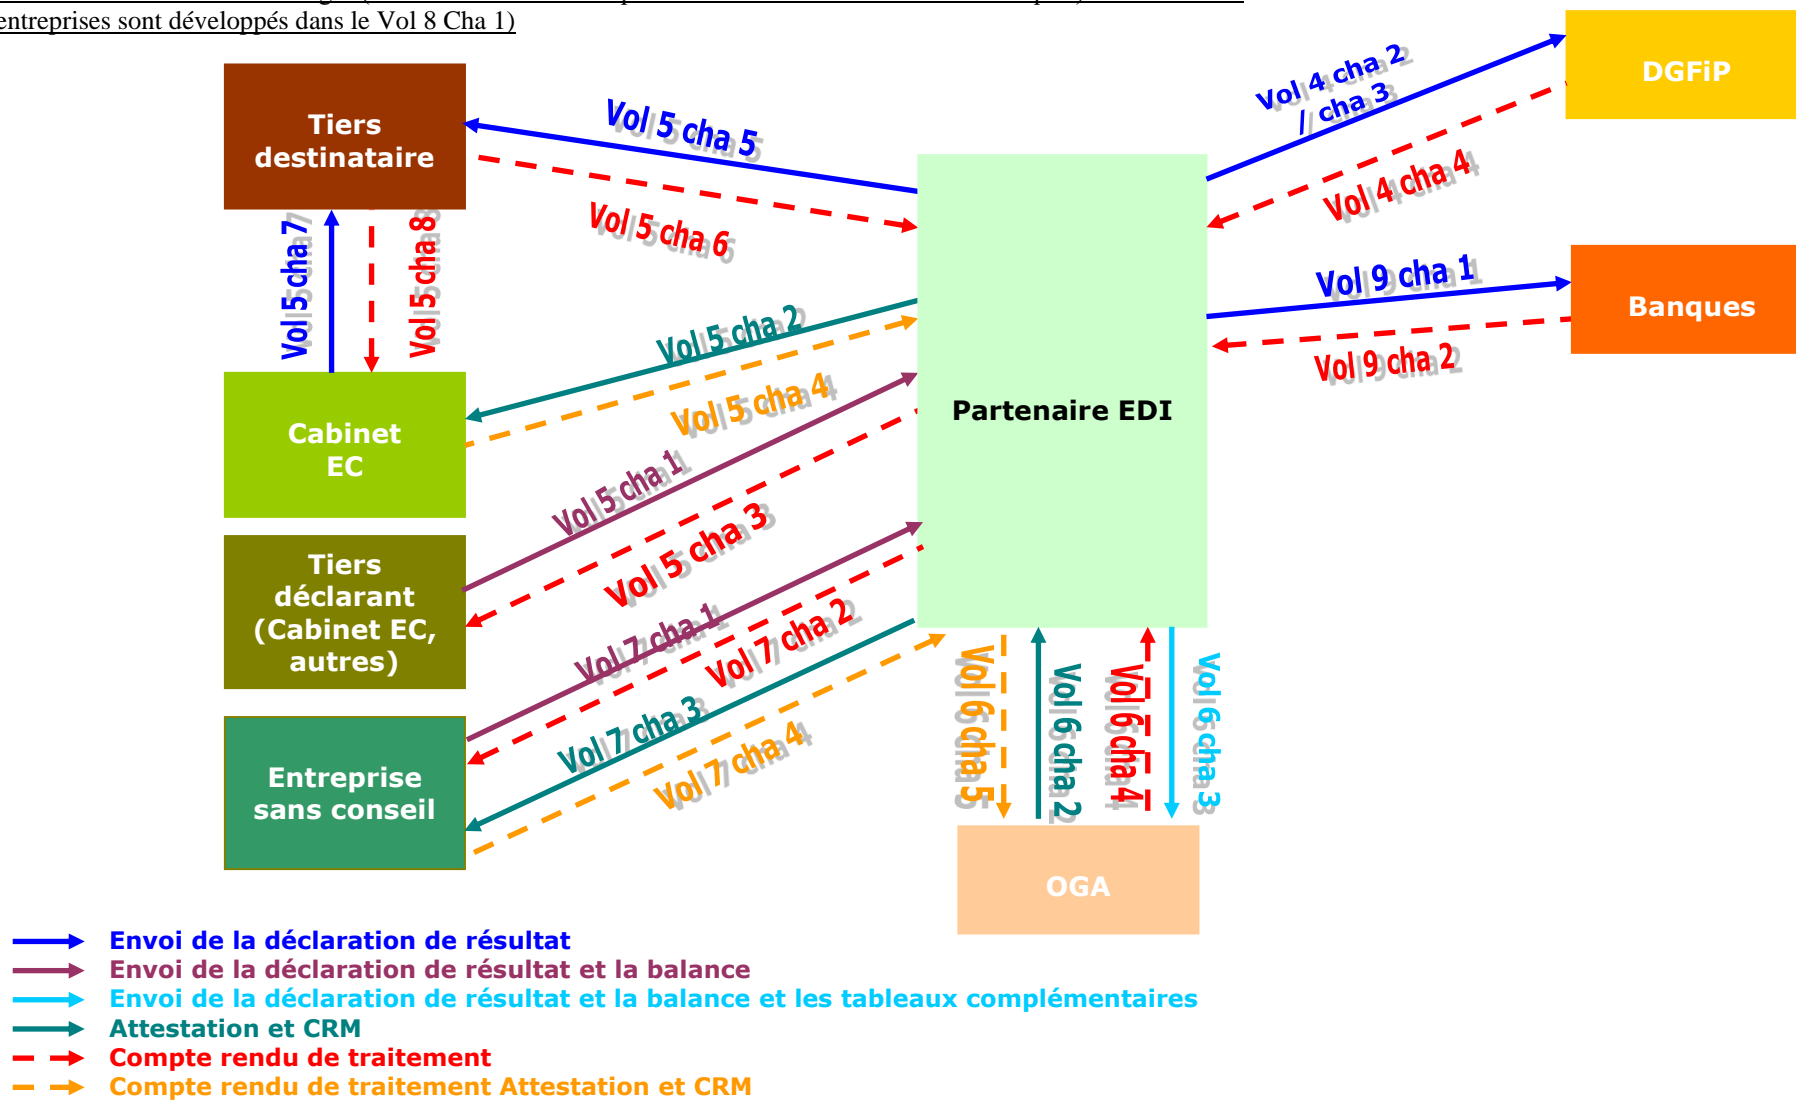 entreprises sont développés dans le Vol 8 Cha 1)
DGFiP
Vol 4 cha 2
/ cha 3
Tiers
destinataire
Vol 5 cha 5
Vol 4 cha 4
Vol 5 cha 6
Vol 5 cha 7
Vol 5 cha 8
Vol 9 cha 1
Banques
Vol 9 cha 2
Vol 5 cha 2
Vol 5 cha 4
Partenaire EDI
Cabinet
EC
Vol 5 cha 1
Vol 5 cha 3
Tiers
déclarant
(Cabinet EC,
autres)
Vol 7 cha 1
Vol 7 cha 2
Vol 7 cha 3
Vol 7 cha 4
Entreprise
sans conseil
Vol 6 cha 5
Vol 6 cha 2
Vol 6 cha 4
Vol 6 cha 3
OGA
Envoi de la déclaration de résultat
Envoi de la déclaration de résultat et la balance
Envoi de la déclaration de résultat et la balance et les tableaux complémentaires
Attestation et CRM
Compte rendu de traitement
Compte rendu de traitement Attestation et CRM